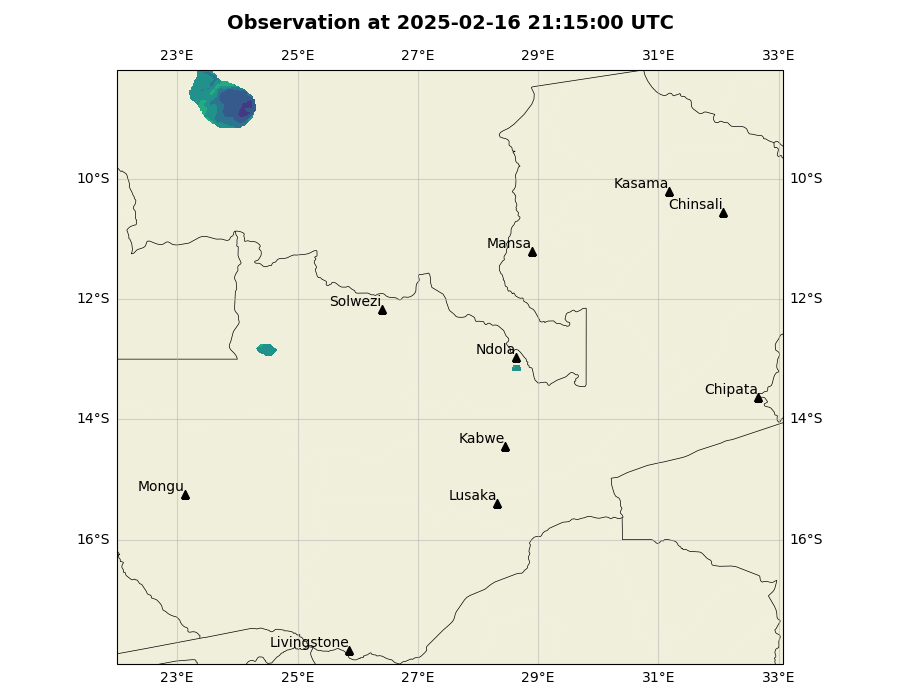 Observation at 2025-02-16 21:15:00 UTC
23°E 25°E 27°E 29°E 31°E 33°E
10°S 10°S
Kasama
Chinsali
Mansa
12°S 12°S
Solwezi
Ndola
Chipata
14°S 14°S
Kabwe
Mongu
Lusaka
16°S 16°S
Livingstone
23°E 25°E 27°E 29°E 31°E 33°E